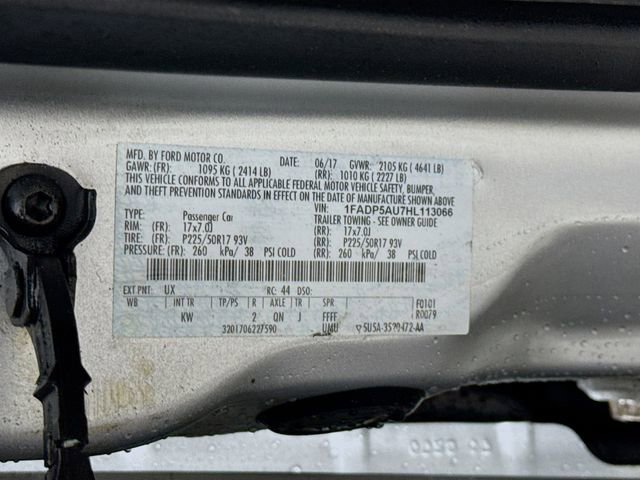 MFD. BY FORD MOTOR CO. DATE: 06/17 GVWR: 2105 KG (4641 LB)
GAWR: (FR): 1095 KG (2414 LB) (RR): 1010 KG (2227 LB)
THIS VEHICLE CONFORMS TO ALL APPLICABLE FEDERAL MOTOR VEHICLE SAFETY, BUMPER,
AND THEFT PREVENTION STANDARDS IN EFFECT ON THE DATE OF MANUFACTURE SHOWN ABOVE
VIN: 1FADP5AU7HL113066
TYPE: Passenger Car TRAILER TOWING - SEE OWNER GUIDE
RIM: (FR) 17x7.0J (RR) 17x7.0J
TIRE: (FR) P225/50R17 93V (RR) P225/50R17 93V
PRESSURE: (FR) 260 kPa/ 38 PSI COLD (RR) 260 kPa/ 38 PSI COLD
EXT PNT: UX RC: 44 DSO: F0101
WB INT TR TP/PS R AXLE TR SPR R0079
KW 2 QN J FFFF
3201706227590 UMU 5U5A-3520472-AA